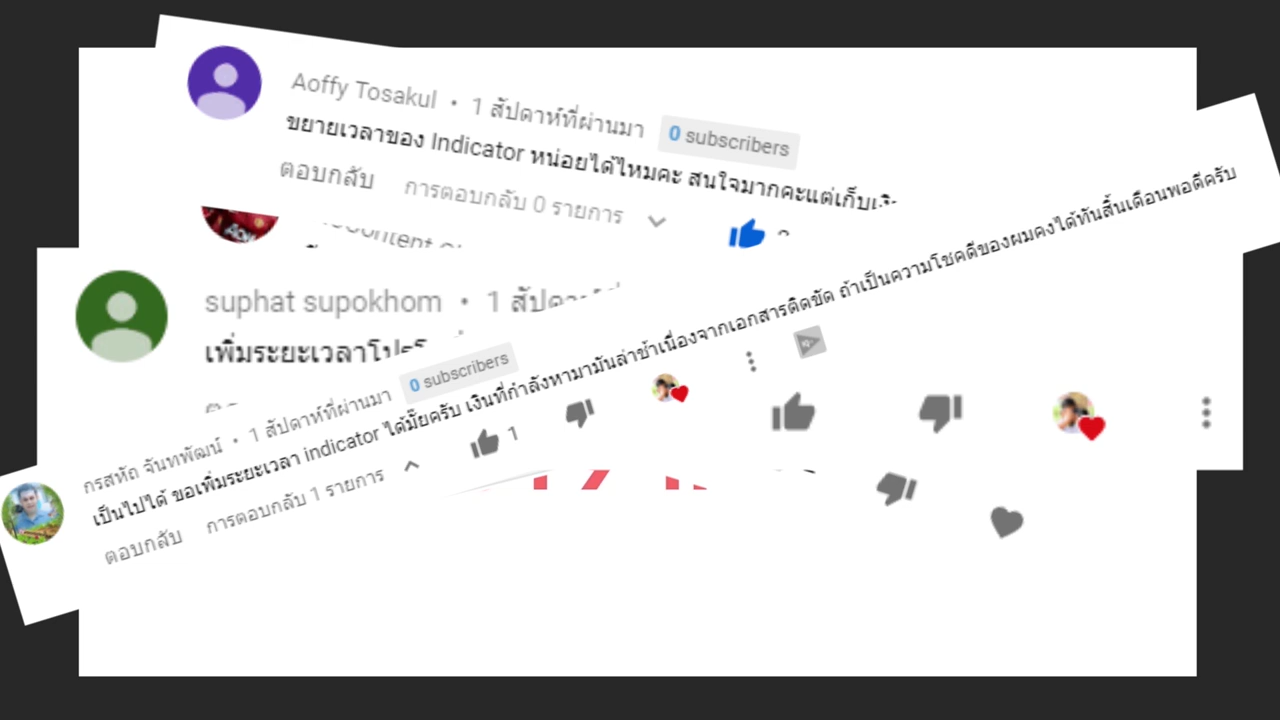 Aoffy Tosakul • 1 สัปดาห์ที่ผ่านมา 0 subscribers
ขยายเวลาของ Indicator หน่อยได้ไหมคะ สนใจมากคะแต่เก็บ
ตอบกลับ การตอบกลับ 0 รายการ
suphat supokhom • 1
เพิ่มระยะเวลา
กรสหัถ จันทพัฒน์ • 1 สัปดาห์ที่ผ่านมา 0 subscribers
เป็นไปได้ ขอเพิ่มระยะเวลา indicator ได้มั๊ยครับ เงินที่กำลังหามามันล่าช้าเนื่องจากเอกสารติดขัด ถ้าเป็นความโชคดีของผมคงได้ทันสิ้นเดือนพอดีครับ
ตอบกลับ การตอบกลับ 1 รายการ
1